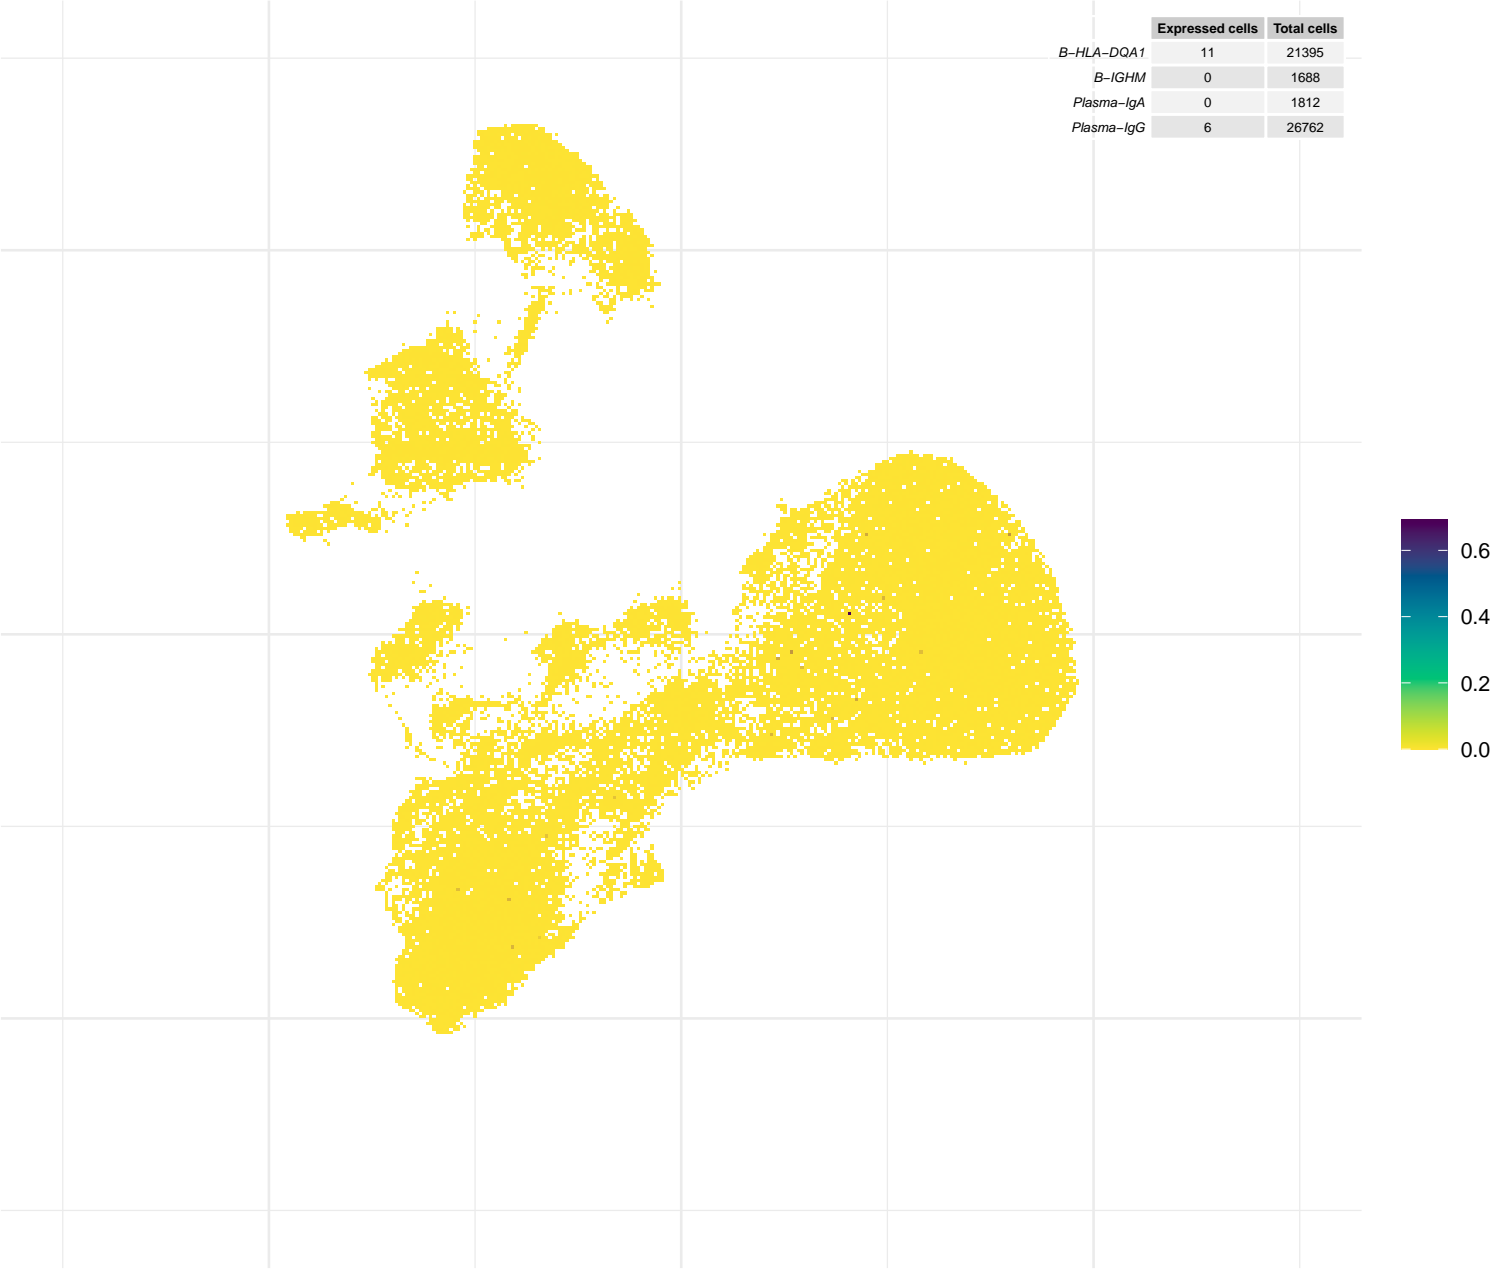 Expressed cells Total cells
B−HLA−DQA1 11 21395
B−IGHM 0 1688
Plasma−IgA 0 1812
Plasma−IgG 6 26762
0.6
0.4
0.2
0.0